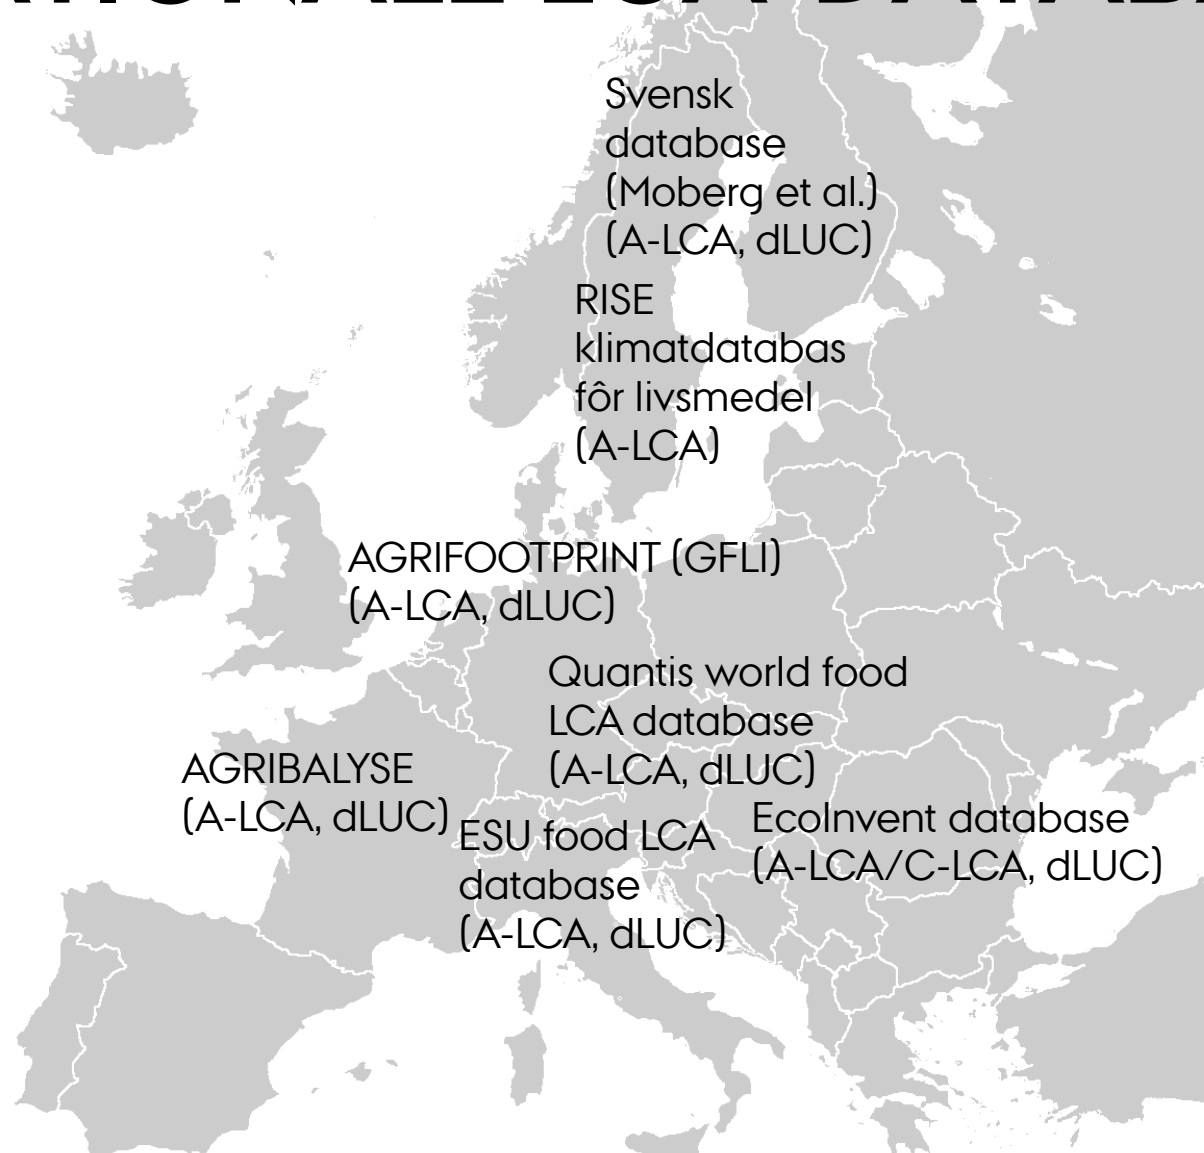 Svensk
database
(Moberg et al.)
(A-LCA, dLUC)
RISE
klimatdatabas
fôr livsmedel
(A-LCA)
AGRIFOOTPRINT (GFLI)
(A-LCA, dLUC)
Quantis world food
LCA database
(A-LCA, dLUC)
AGRIBALYSE
(A-LCA, dLUC)
ESU food LCA
database
(A-LCA, dLUC)
EcoInvent database
(A-LCA/C-LCA, dLUC)